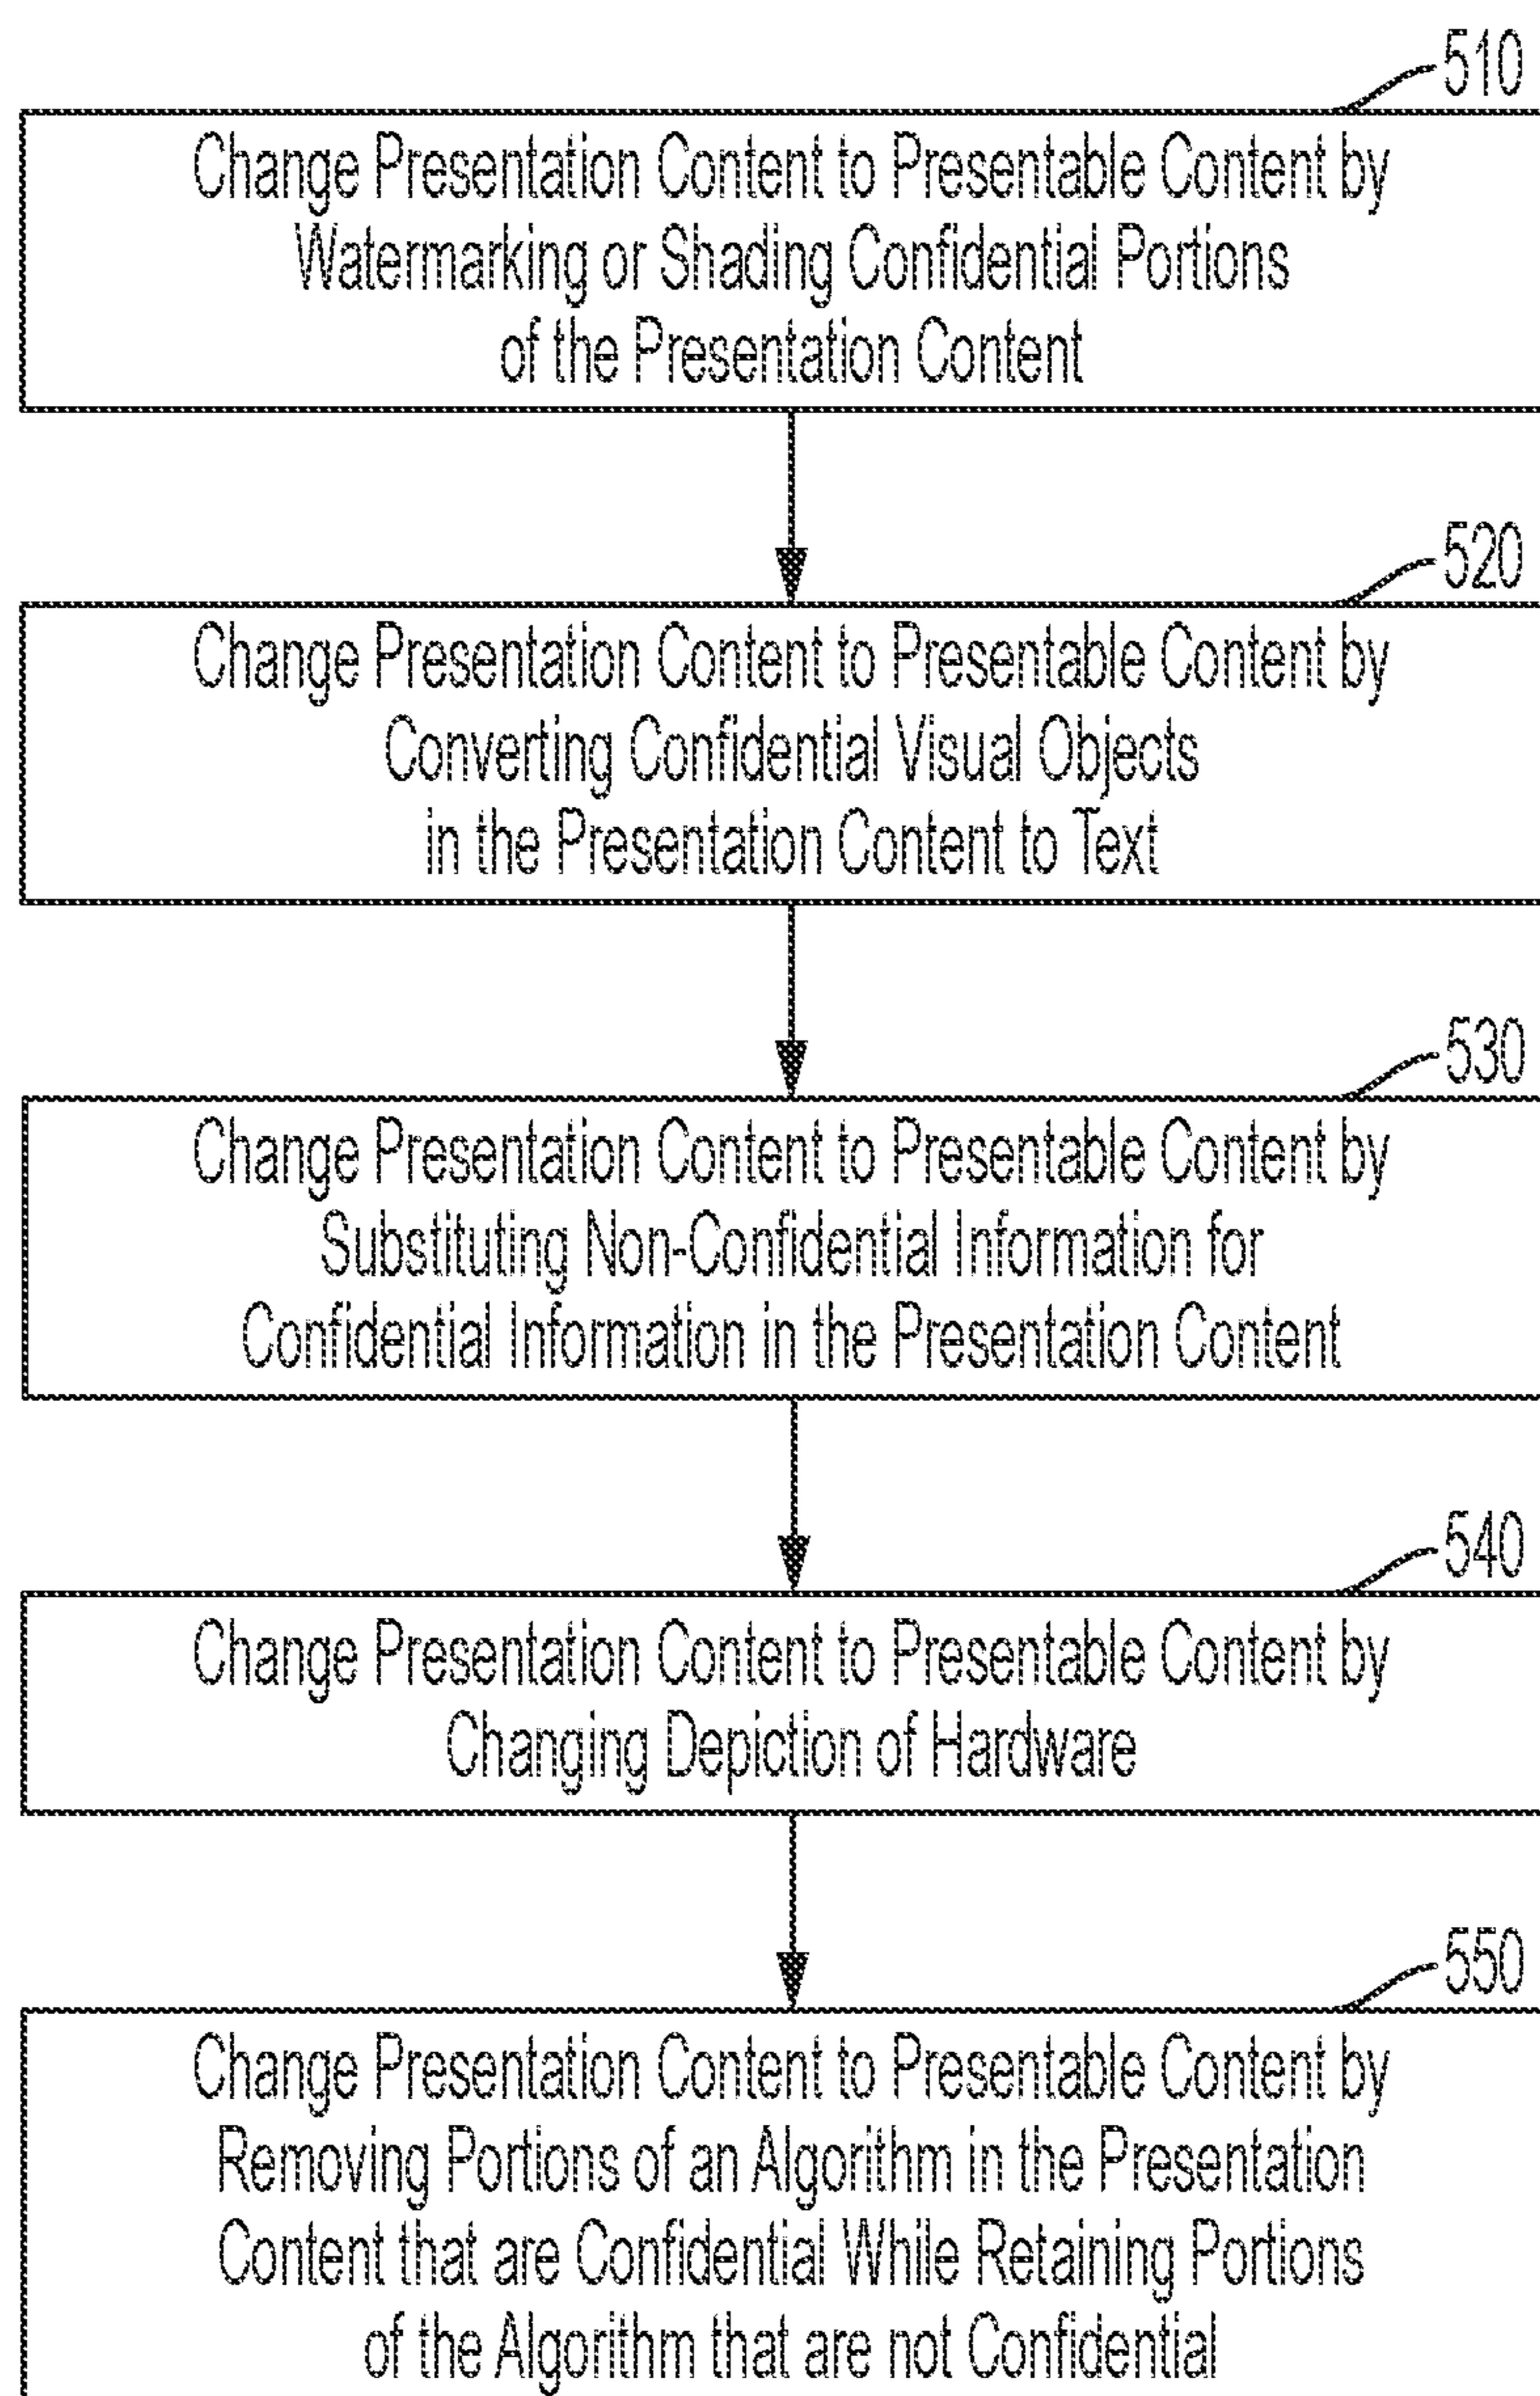 510
Change Presentation Content to Presentable Content by
Watermarking or Shading Confidential Portions
of the Presentation Content
520
Change Presentation Content to Presentable Content by
Converting Confidential Visual Objects
in the Presentation Content to Text
530
Change Presentation Content to Presentable Content by
Substituting Non-Confidential Information for
Confidential Information in the Presentation Content
540
Change Presentation Content to Presentable Content by
Changing Depiction of Hardware
550
Change Presentation Content to Presentable Content by
Removing Portions of an Algorithm in the Presentation
Content that are Confidential While Retaining Portions
of the Algorithm that are not Confidential